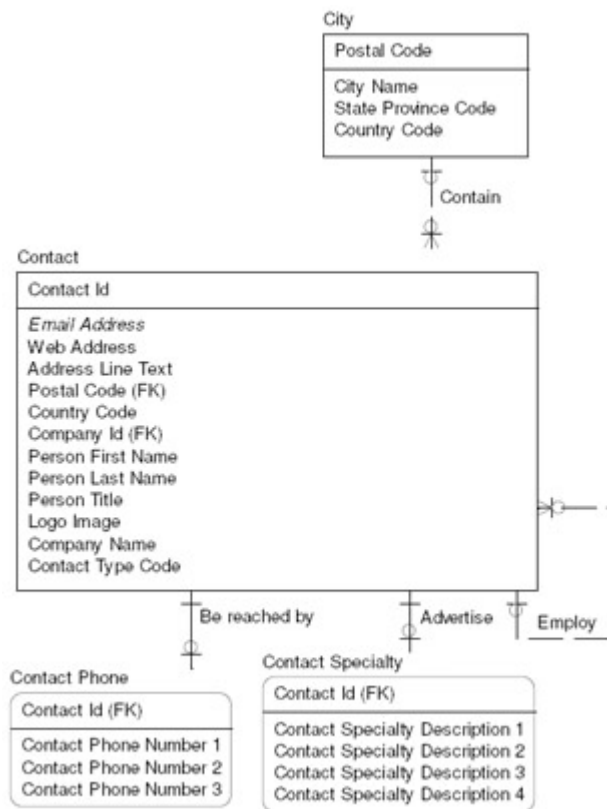 City
Postal Code
City Name
State Province Code
Country Code
Contain
Contact
Contact Id
Email Address
Web Address
Address Line Text
Postal Code (FK)
Country Code
Company Id (FK)
Person First Name
Person Last Name
Person Title
Logo Image
Company Name
Contact Type Code
Be reached by
Advertise
Employ
Contact Phone
Contact Id (FK)
Contact Phone Number 1
Contact Phone Number 2
Contact Phone Number 3
Contact Specialty
Contact Id (FK)
Contact Specialty Description 1
Contact Specialty Description 2
Contact Specialty Description 3
Contact Specialty Description 4